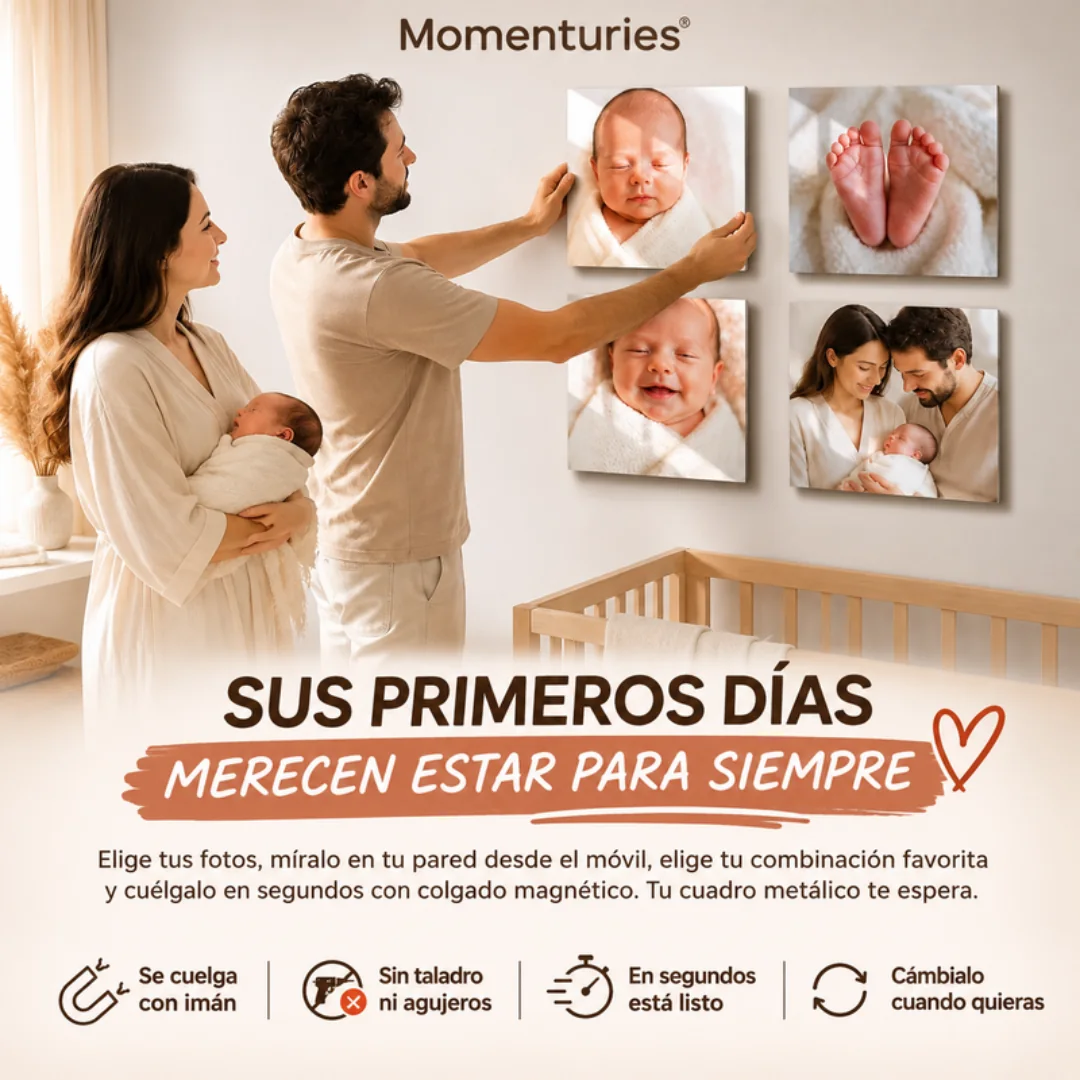 Momenturies®
SUS PRIMEROS DÍAS
MERECEN ESTAR PARA SIEMPRE
Elige tus fotos, míralo en tu pared desde el móvil, elige tu combinación favorita
y cuélgalo en segundos con colgado magnético. Tu cuadro metálico te espera.
Se cuelga
con imán
Sin taladro
ni agujeros
En segundos
está listo
Cámbialo
cuando quieras